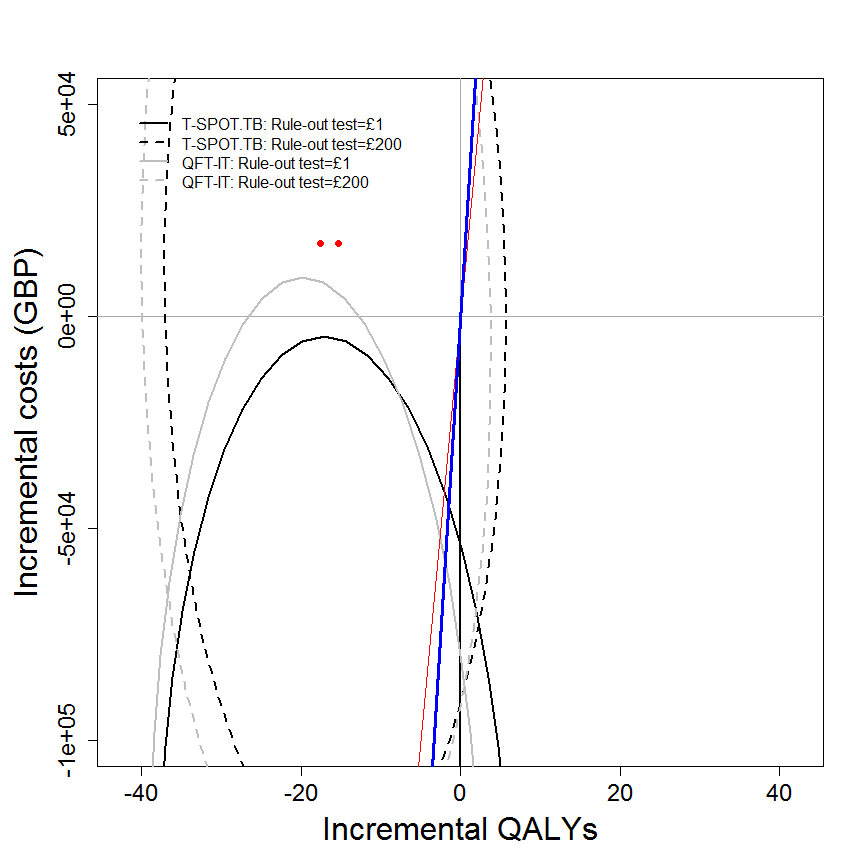 T-SPOT.TB: Rule-out test=£1
T-SPOT.TB: Rule-out test=£200
QFT-IT: Rule-out test=£1
QFT-IT: Rule-out test=£200
Incremental costs (GBP)
5e+04
0e+00
-5e+04
-1e+05
-40 -20 0 20 40
Incremental QALYs